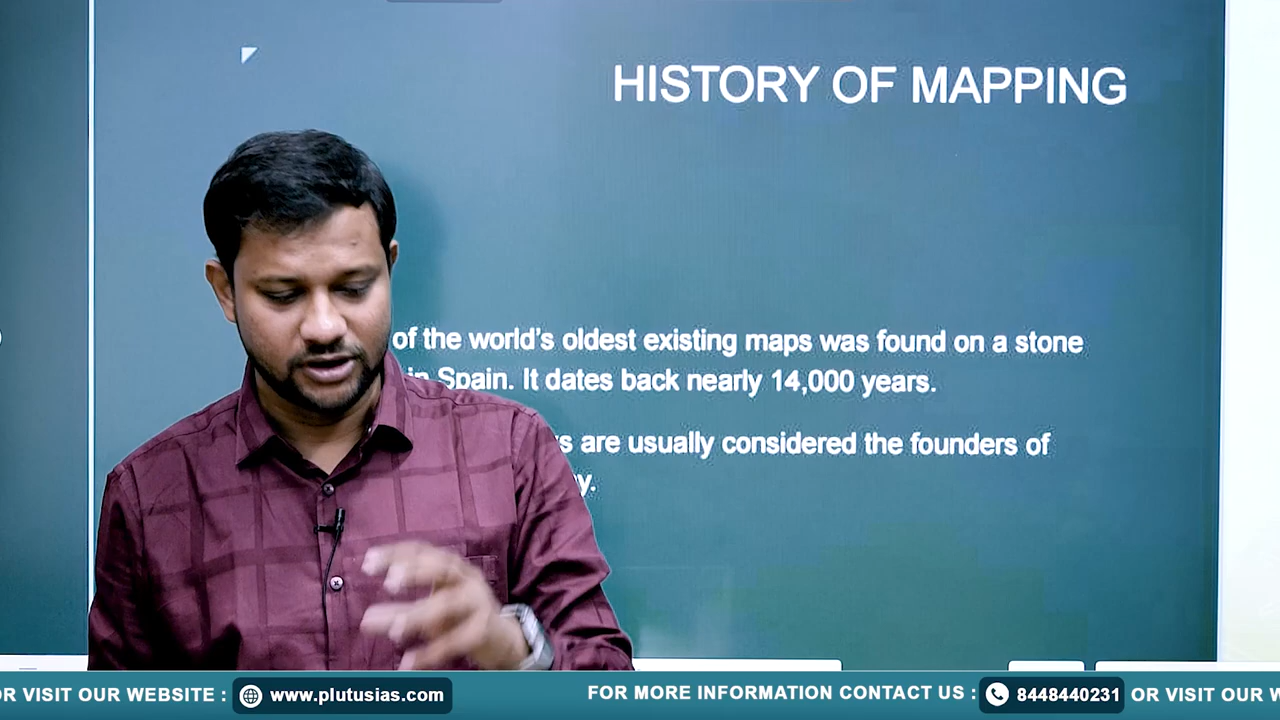 HISTORY OF MAPPING
of the world's oldest existing maps was found on a stone
in Spain. It dates back nearly 14,000 years.
are usually considered the founders of
OR VISIT OUR WEBSITE : www.plutusias.com FOR MORE INFORMATION CONTACT US : 8448440231 OR VISIT OUR